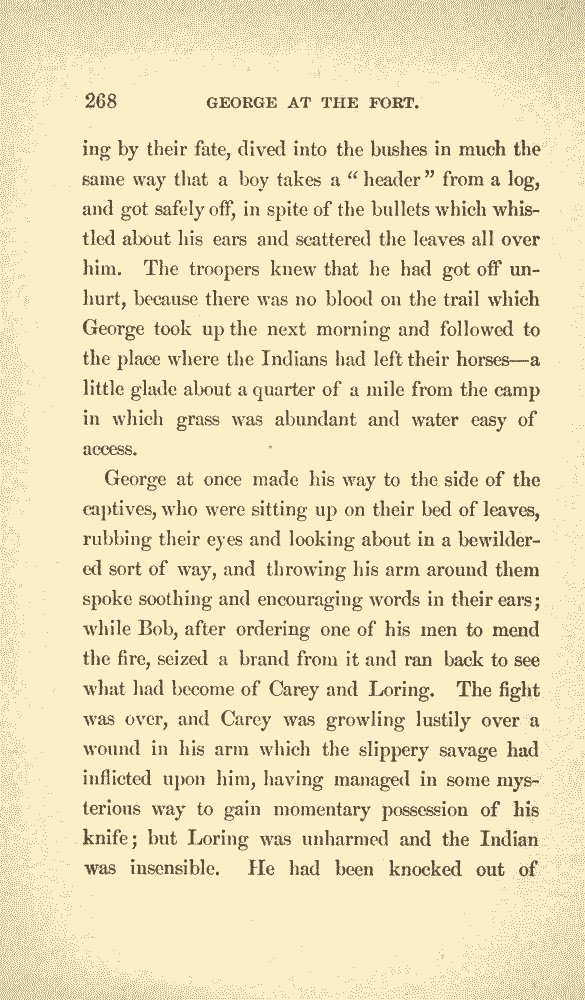 268 GEORGE AT THE FORT.
ing by their fate, dived into the bushes in much the
same way that a boy takes a “ header ” from a log,
and got safely off, in spite of the bullets which whis-
tled about his ears and scattered the leaves all over
him. The troopers knew that he had got off un-
hurt, because there was no blood on the trail which
George took up the next morning and followed to
the place where the Indians had left their horses—a
little glade about a quarter of a mile from the camp
in which grass was abundant and water easy of
access.
George at once made his way to the side of the
captives, who were sitting up on their bed of leaves,
rubbing their eyes and looking about in a bewilder-
ed sort of way, and throwing his arm around them
spoke soothing and encouraging words in their ears;
while Bob, after ordering one of his men to mend
the fire, seized a brand from it and ran back to see
what had become of Carey and Loring. The fight
was over, and Carey was growling lustily over a
wound in his arm which the slippery savage had
inflicted upon him, having managed in some mys-
terious way to gain momentary possession of his
knife; but Loring was unharmed and the Indian
was insensible. He had been knocked out of